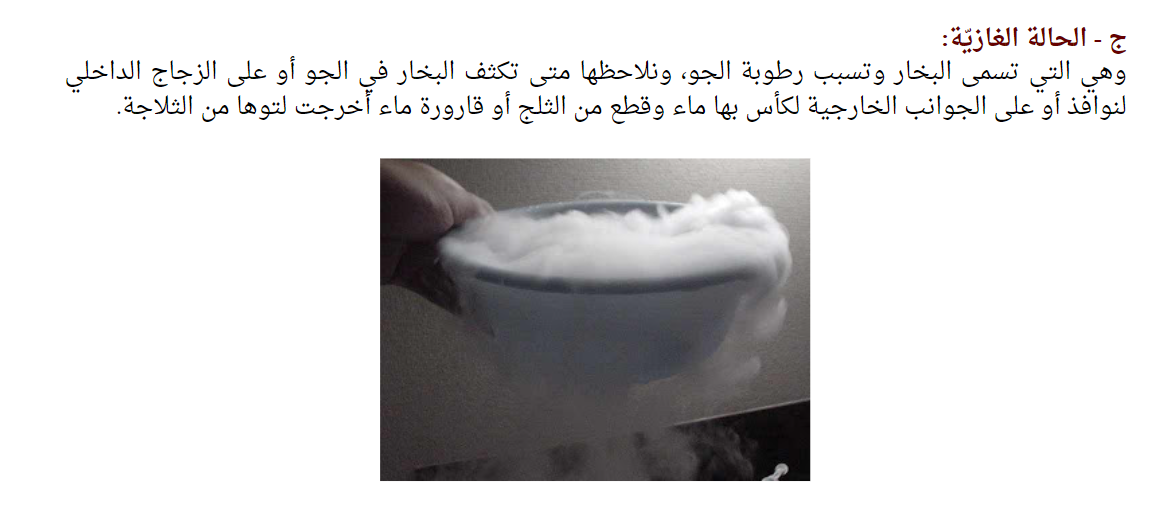 ج - الحالة الغازيّة:
وهي التي تسمى البخار وتسبب رطوبة الجو، ونلاحظها متى تكثف البخار في الجو أو على الزجاج الداخلي
لنوافذ أو على الجوانب الخارجية لكأس بها ماء وقطع من الثلج أو قارورة ماء أخرجت لتوها من الثلاجة.